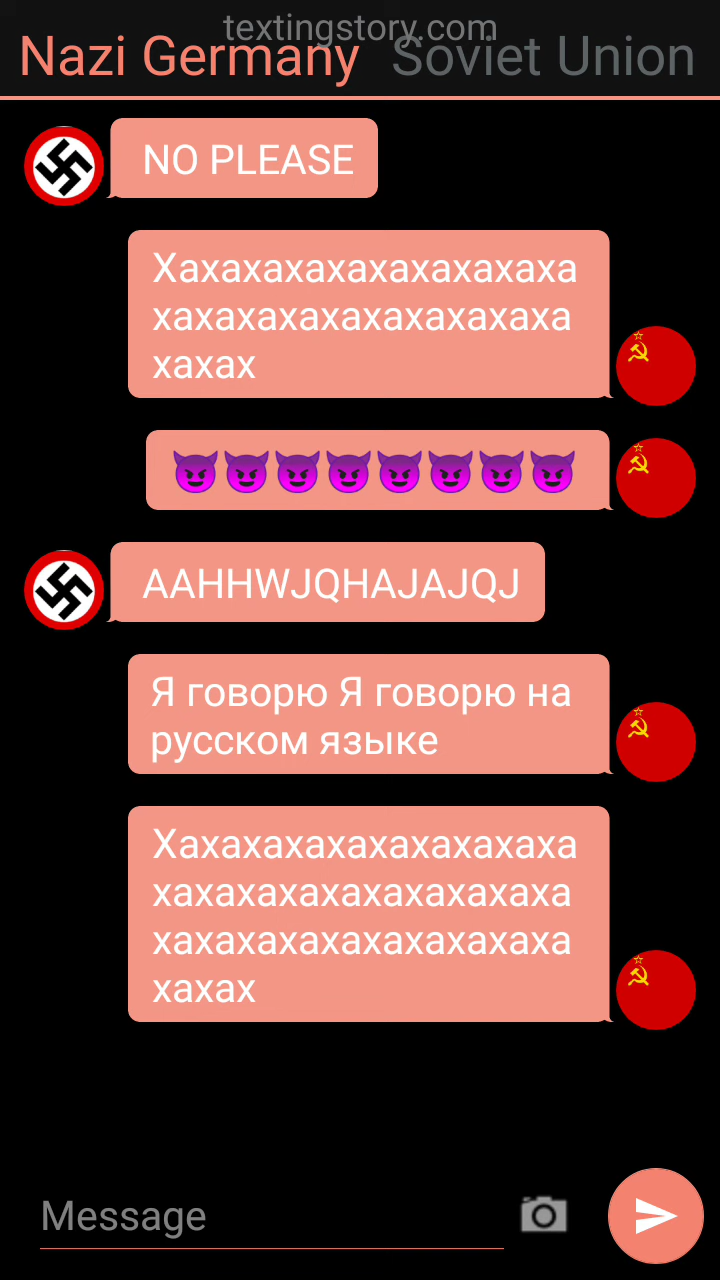 textingstory.com
Nazi Germany Soviet Union
NO PLEASE
Хахахахахахахахахаха
хахахахахахахахахаха
хахах
😈😈😈😈😈😈😈😈
AAHHWJQHAJAJQJ
Я говорю Я говорю на
русском языке
Хахахахахахахахахаха
хахахахахахахахахаха
хахахахахахахахахаха
хахах
Message